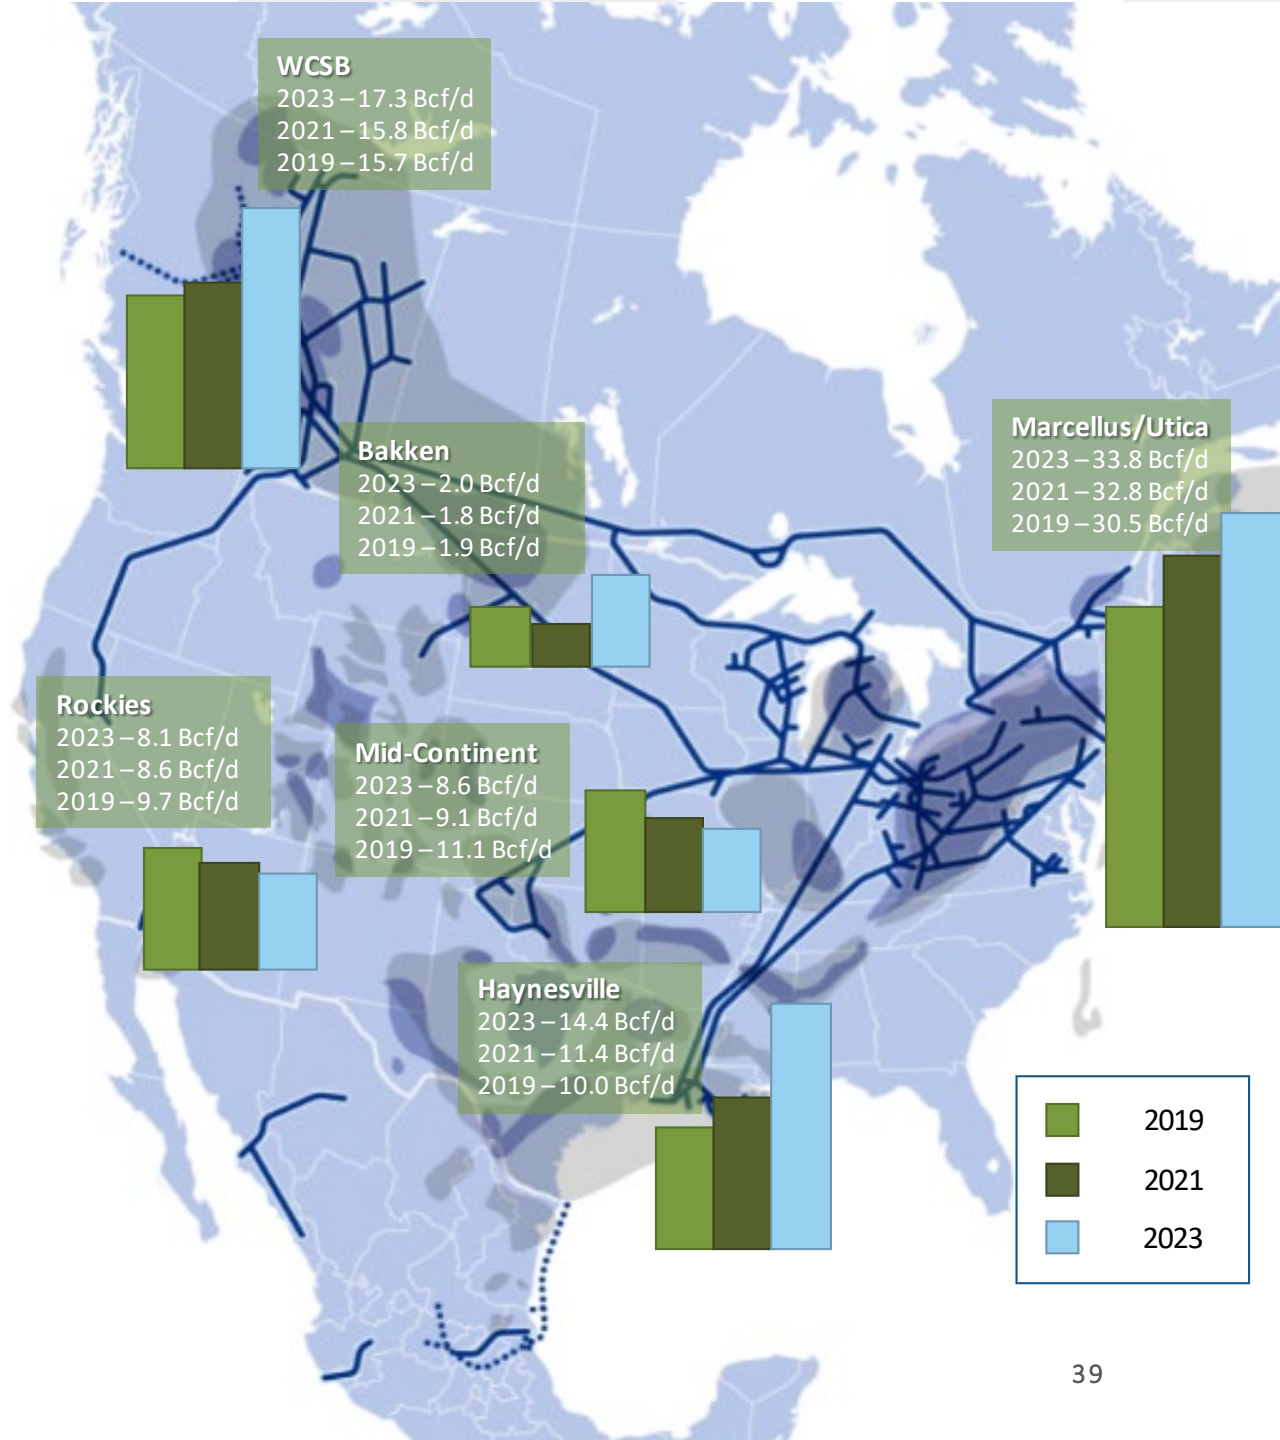 WCSB
2023 – 17.3 Bcf/d
2021 – 15.8 Bcf/d
2019 – 15.7 Bcf/d
Bakken
2023 – 2.0 Bcf/d
2021 – 1.8 Bcf/d
2019 – 1.9 Bcf/d
Marcellus/Utica
2023 – 33.8 Bcf/d
2021 – 32.8 Bcf/d
2019 – 30.5 Bcf/d
Rockies
2023 – 8.1 Bcf/d
2021 – 8.6 Bcf/d
2019 – 9.7 Bcf/d
Mid-Continent
2023 – 8.6 Bcf/d
2021 – 9.1 Bcf/d
2019 – 11.1 Bcf/d
Haynesville
2023 – 14.4 Bcf/d
2021 – 11.4 Bcf/d
2019 – 10.0 Bcf/d
2019
2021
2023
39